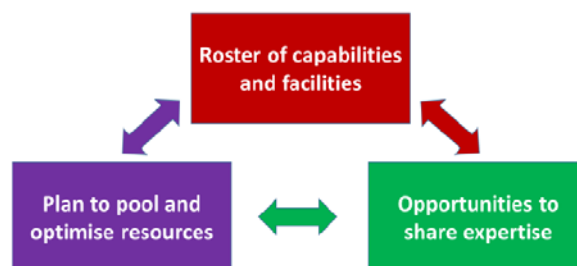 Roster of capabilities
and facilities
Plan to pool and
optimise resources
Opportunities to
share expertise